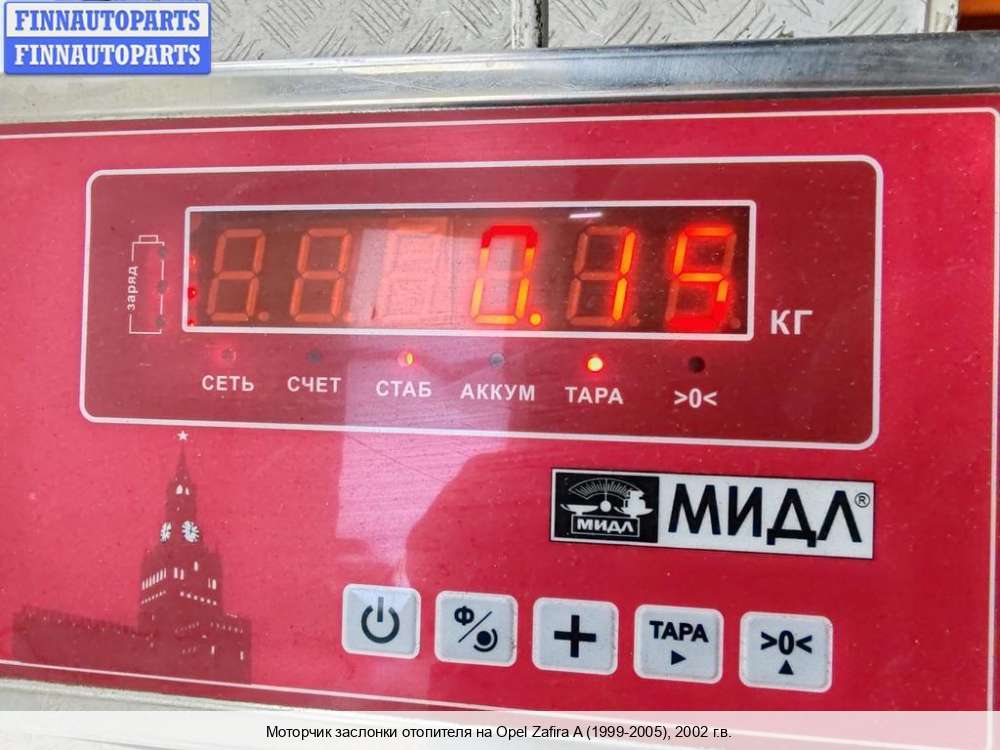 FINNAUTOPARTS
FINNAUTOPARTS
заряд
0.15
КГ
СЕТЬ СЧЕТ СТАБ АККУМ ТАРА >0<
МИДЛ МИДЛ®
Ф
ТАРА >0<
Моторчик заслонки отопителя на Opel Zafira A (1999-2005), 2002 г.в.